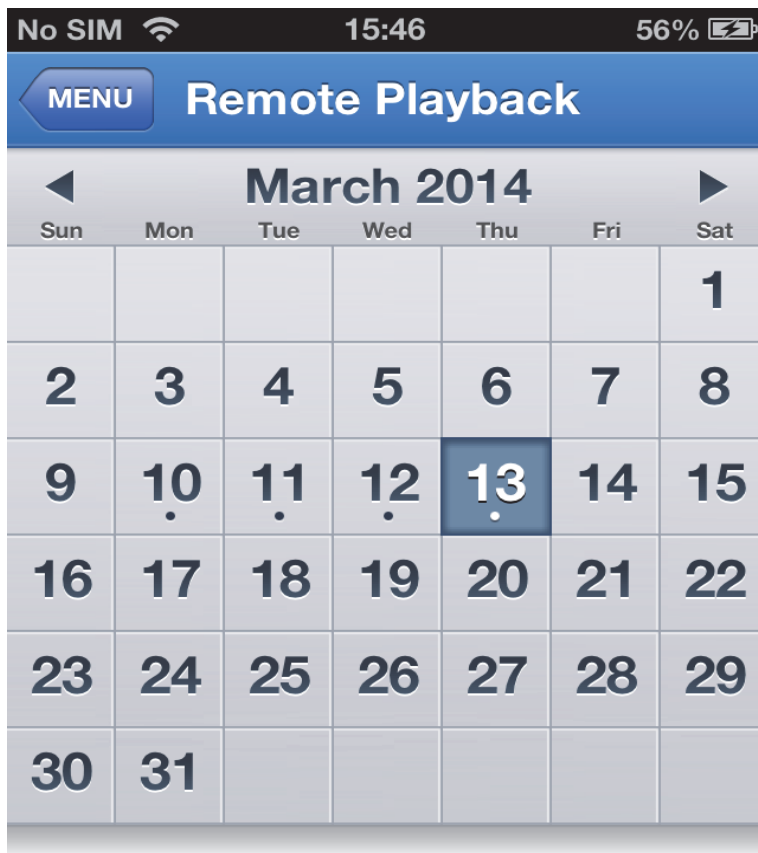 No SIM 15:46 56%
MENU Remote Playback
March 2014
Sun Mon Tue Wed Thu Fri Sat
1
2 3 4 5 6 7 8
9 10 11 12 13 14 15
16 17 18 19 20 21 22
23 24 25 26 27 28 29
30 31